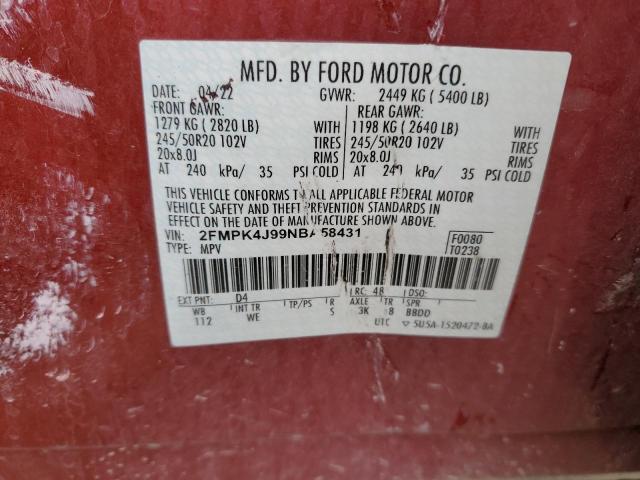 MFD. BY FORD MOTOR CO.
DATE: 04/22 GVWR: 2449 KG ( 5400 LB)
FRONT GAWR: REAR GAWR:
1279 KG ( 2820 LB) WITH 1198 KG ( 2640 LB) WITH
245/50R20 102V TIRES 245/50R20 102V TIRES
20x8.0J RIMS 20x8.0J RIMS
AT 240 kPa/ 35 PSI COLD AT 240 kPa/ 35 PSI COLD
THIS VEHICLE CONFORMS TO ALL APPLICABLE FEDERAL MOTOR
VEHICLE SAFETY AND THEFT PREVENTION STANDARDS IN
EFFECT ON THE DATE OF MANUFACTURE SHOWN ABOVE.
VIN: 2FMPK4J99NBA58431 F0080
TYPE: MPV T0238
EXT PNT: D4 RC: 48 DSO:
WB INT TR TP/PS R AXLE TR SPR
112 WE S 3K 8 BBDD
UTC ▽ 5U5A-1520472-BA